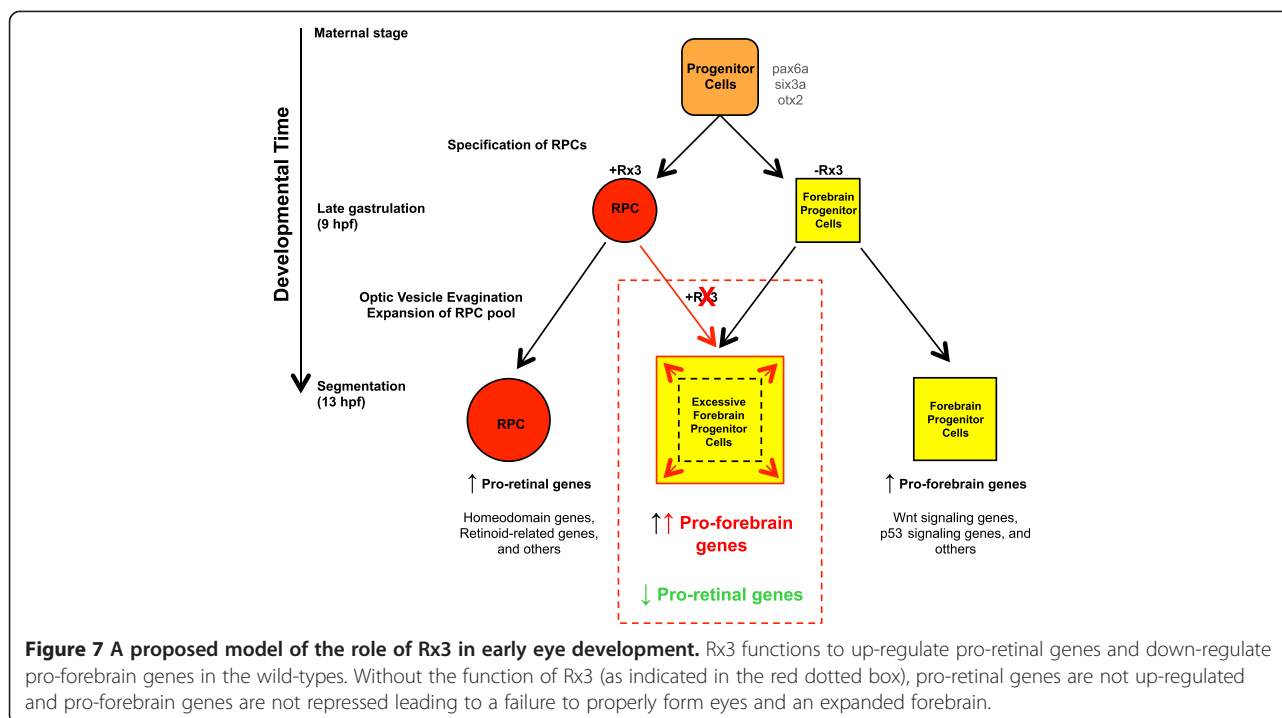 Maternal stage
Progenitor
Cells
pax6a
six3a
otx2
Developmental Time
Specification of RPCs
+Rx3
-Rx3
Late gastrulation
(9 hpf)
RPC
Forebrain
Progenitor
Cells
Optic Vesicle Evagination
Expansion of RPC pool
+Rx3
X
Segmentation
(13 hpf)
RPC
Excessive
Forebrain
Progenitor
Cells
Forebrain
Progenitor
Cells
↑ Pro-retinal genes
Homeodomain genes,
Retinoid-related genes,
and others
↑↑ Pro-forebrain
genes
↓ Pro-retinal genes
↑ Pro-forebrain genes
Wnt signaling genes,
p53 signaling genes, and
otthers
Figure 7 A proposed model of the role of Rx3 in early eye development. Rx3 functions to up-regulate pro-retinal genes and down-regulate
pro-forebrain genes in the wild-types. Without the function of Rx3 (as indicated in the red dotted box), pro-retinal genes are not up-regulated
and pro-forebrain genes are not repressed leading to a failure to properly form eyes and an expanded forebrain.